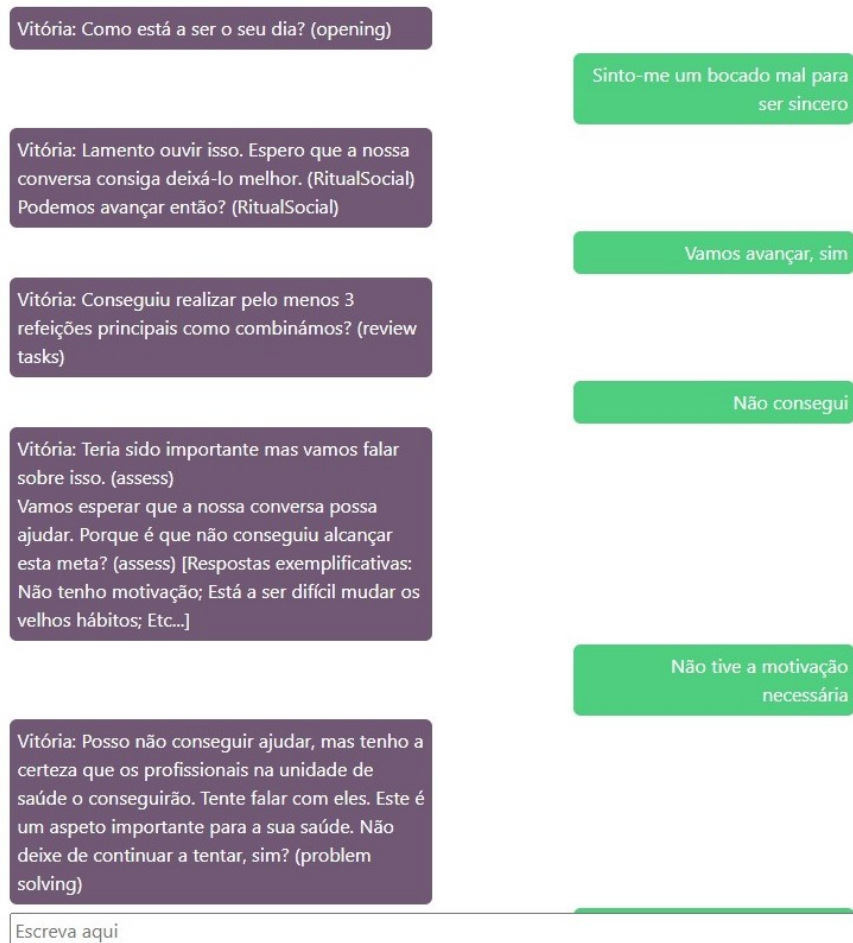 Vitória: Como está a ser o seu dia? (opening)
Sinto-me um bocado mal para
ser sincero
Vitória: Lamento ouvir isso. Espero que a nossa
conversa consiga deixá-lo melhor. (RitualSocial)
Podemos avançar então? (RitualSocial)
Vamos avançar, sim
Vitória: Conseguiu realizar pelo menos 3
refeições principais como combinámos? (review
tasks)
Não consegui
Vitória: Teria sido importante mas vamos falar
sobre isso. (assess)
Vamos esperar que a nossa conversa possa
ajudar. Porque é que não conseguiu alcançar
esta meta? (assess) [Respostas exemplificativas:
Não tenho motivação; Está a ser difícil mudar os
velhos hábitos; Etc...]
Não tive a motivação
necessária
Vitória: Posso não conseguir ajudar, mas tenho a
certeza que os profissionais na unidade de
saúde o conseguirão. Tente falar com eles. Este é
um aspeto importante para a sua saúde. Não
deixe de continuar a tentar, sim? (problem
solving)
Escreva aqui